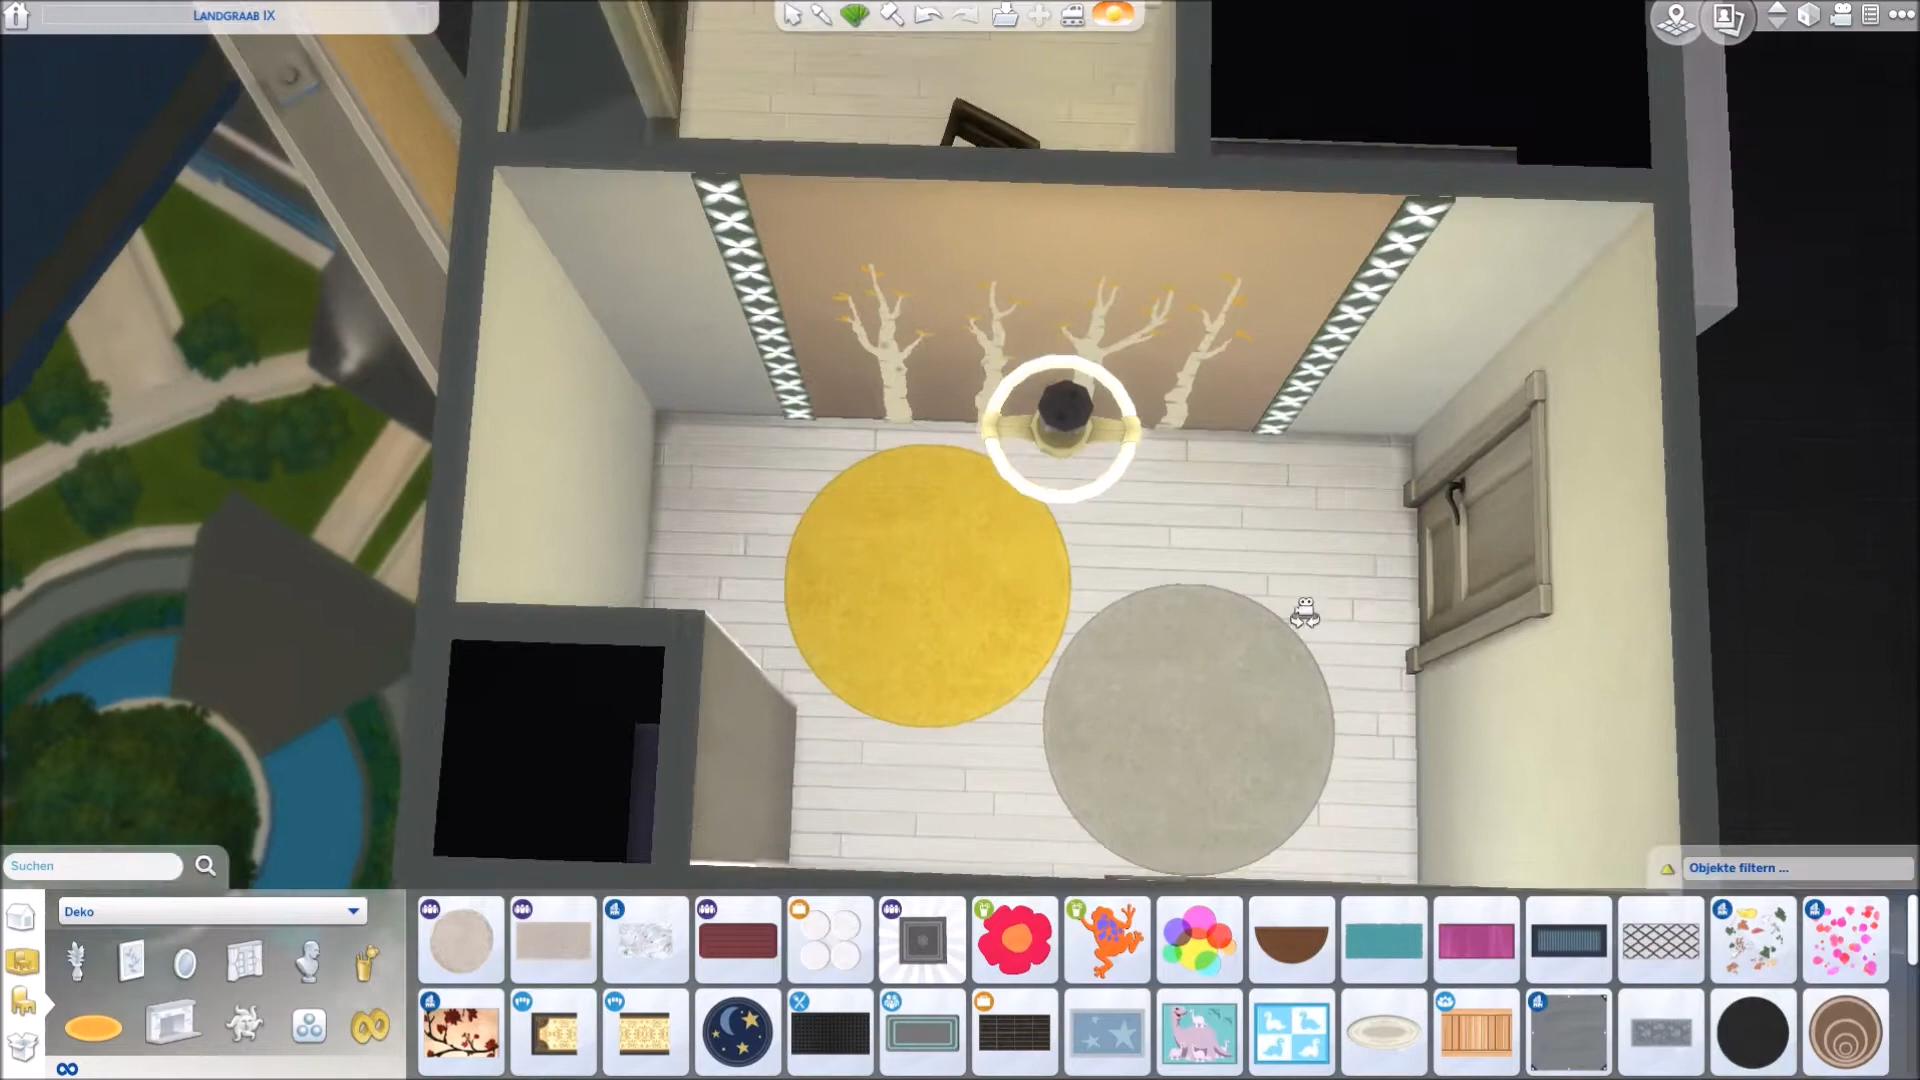 LANDGRAAB IX
Suchen
Objekte filtern ...
Deko